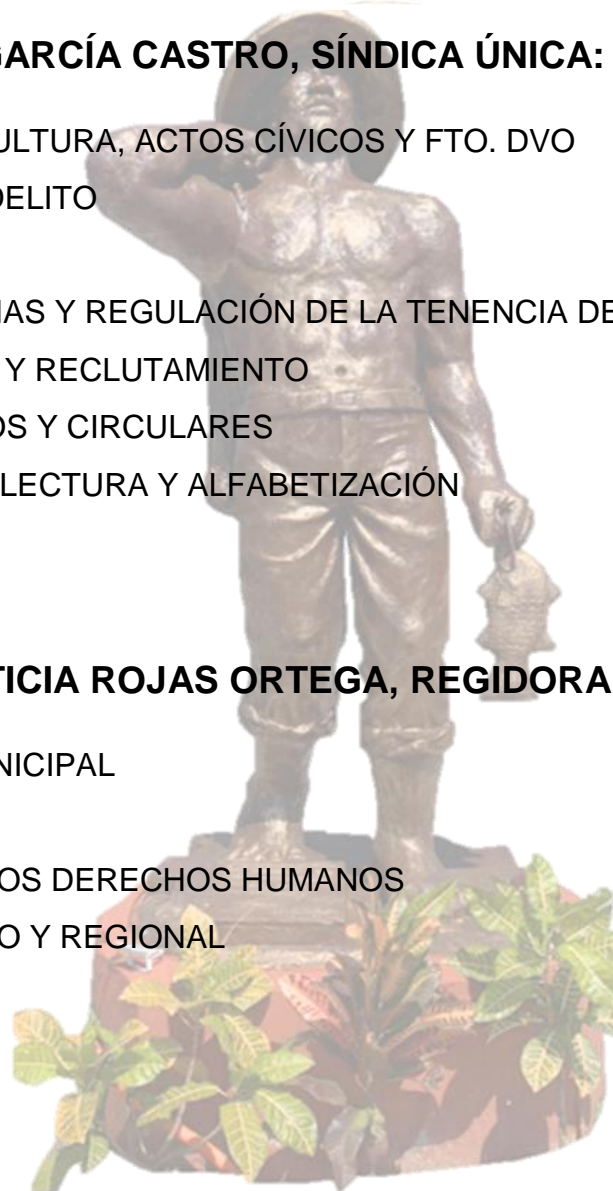 GARCÍA CASTRO, SÍNDICA ÚNICA:
ULTURA, ACTOS CÍVICOS Y FTO. DVO
DELITO
IAS Y REGULACIÓN DE LA TENENCIA DE
Y RECLUTAMIENTO
OS Y CIRCULARES
LECTURA Y ALFABETIZACIÓN
TICIA ROJAS ORTEGA, REGIDORA
NICIPAL
OS DERECHOS HUMANOS
O Y REGIONAL